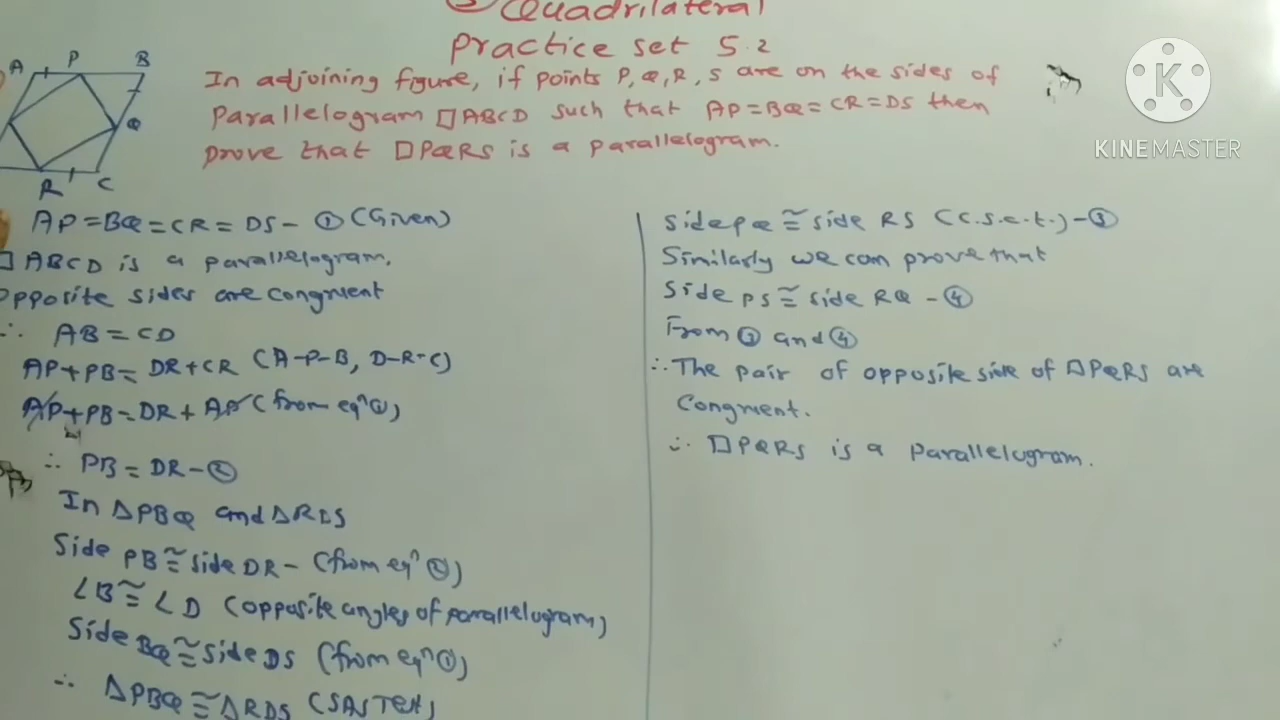 Quadrilateral
Practice set 5.2
A P B
Q
R C
In adjoining figure, if points P, Q, R, S are on the sides of
Parallelogram □ABCD such that AP=BQ=CR=DS then
prove that □PQRS is a parallelogram.
AP=BQ=CR=DS- ① (Given)
□ ABCD is a parallelogram.
Opposite sides are congruent
∴ AB = CD
AP+PB= DR+CR (A-P-B, D-R-C)
AP+PB=DR+AP (from eqⁿ ①)
∴ PB = DR-②
In △PBQ and △RDS
Side PB≅side DR- (from eqⁿ ②)
∠B ≅ ∠D (opposite angles of parallelogram)
Side BQ≅side DS (from eqⁿ ①)
∴ △PBQ≅△RDS (SAS Test)
side PQ≅side RS (C.S.C.T.)-③
Similarly we can prove that
Side PS≅side RQ -④
From ③ and ④
∴ The pair of opposite side of □PQRS are
Congruent.
∴ □PQRS is a parallelogram.
K
KINEMASTER